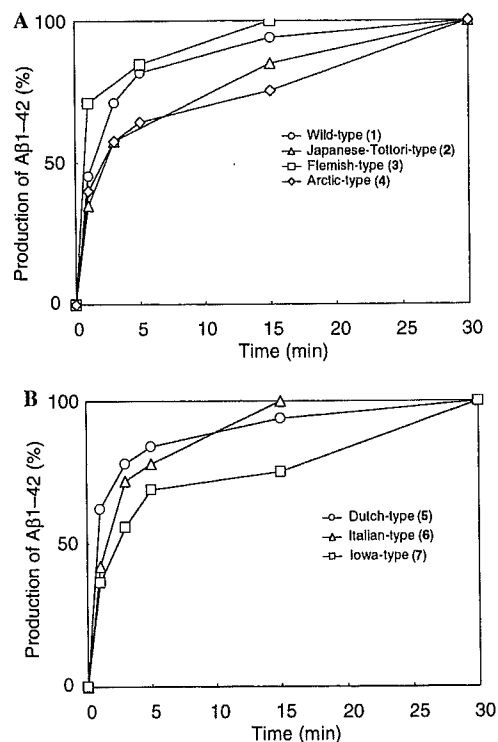 A
100
50
0
Production of Aβ1–42 (%)
Wild-type (1)
Japanese-Tottori-type (2)
Flemish-type (3)
Arctic-type (4)
0 5 10 15 20 25 30
Time (min)
B
100
50
0
Production of Aβ1–42 (%)
Dutch-type (5)
Italian-type (6)
Iowa-type (7)
0 5 10 15 20 25 30
Time (min)